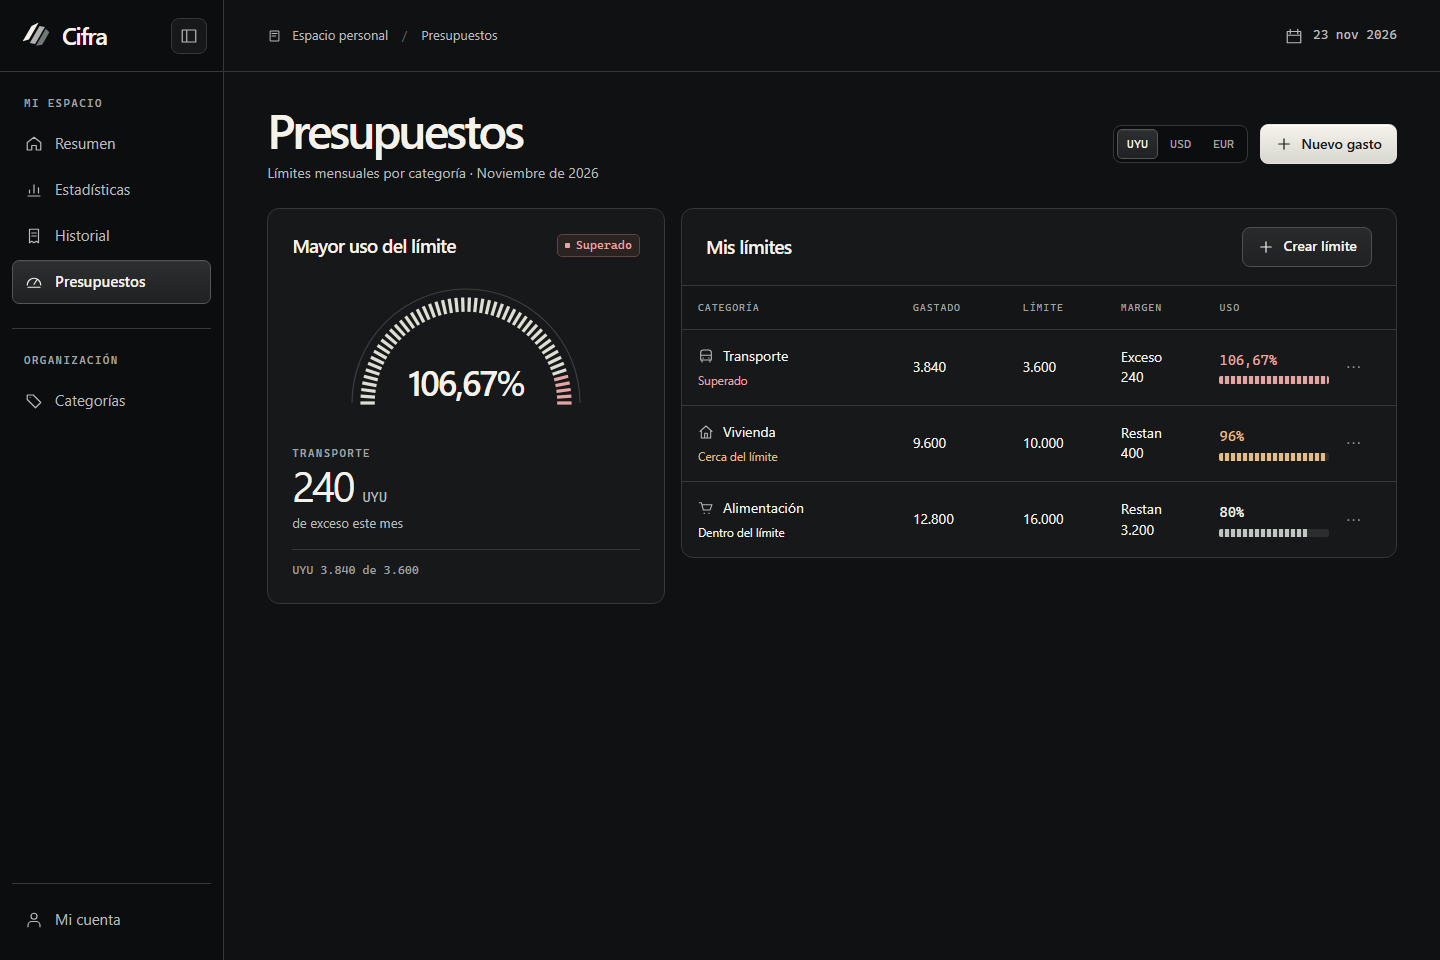 Cifra
Espacio personal / Presupuestos
23 nov 2026
MI ESPACIO
Resumen
Estadísticas
Historial
Presupuestos
ORGANIZACIÓN
Categorías
Mi cuenta
Presupuestos
Límites mensuales por categoría · Noviembre de 2026
UYU USD EUR
Nuevo gasto
Mayor uso del límite
Superado
106,67%
TRANSPORTE
240 UYU
de exceso este mes
UYU 3.840 de 3.600
Mis límites
Crear límite
CATEGORÍA GASTADO LÍMITE MARGEN USO
Transporte
Superado
3.840
3.600
Exceso
240
106,67%
Vivienda
Cerca del límite
9.600
10.000
Restan
400
96%
Alimentación
Dentro del límite
12.800
16.000
Restan
3.200
80%